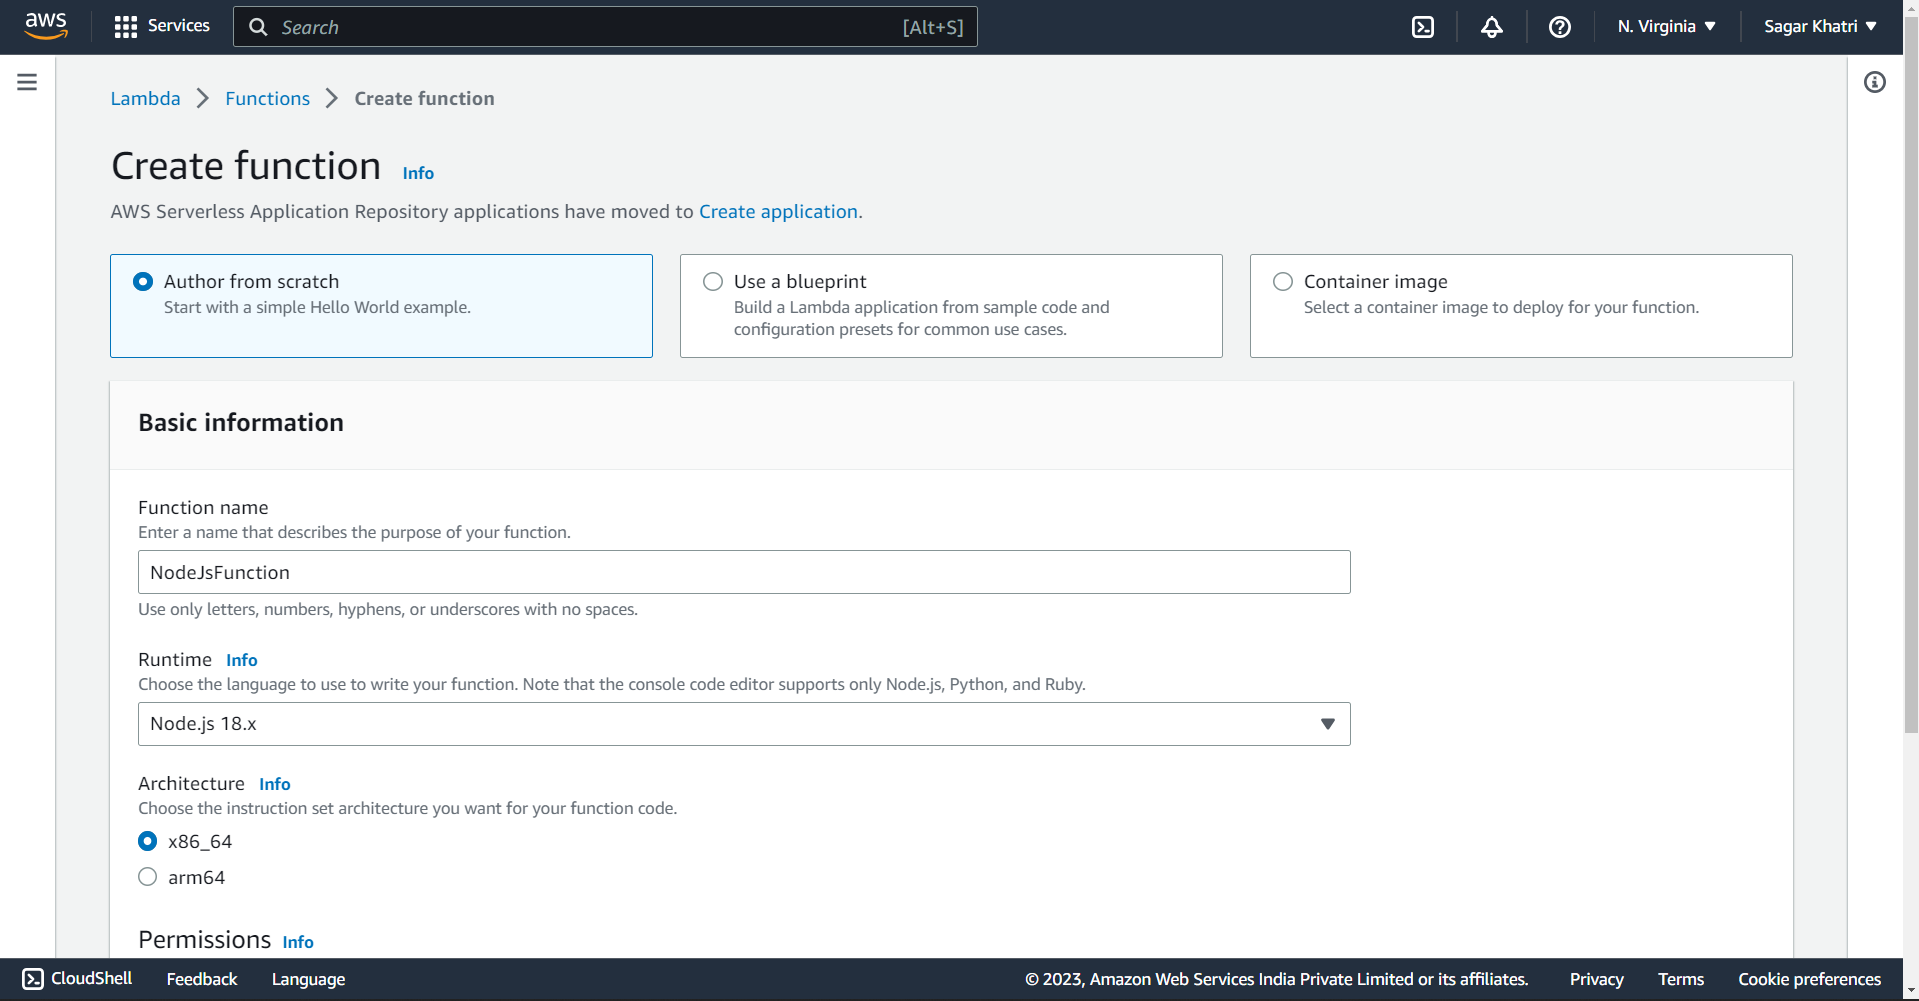 aws
Services
Search
[Alt+S]
N. Virginia
Sagar Khatri
Lambda
Functions
Create function
Create function
Info
AWS Serverless Application Repository applications have moved to Create application.
Author from scratch
Start with a simple Hello World example.
Use a blueprint
Build a Lambda application from sample code and
configuration presets for common use cases.
Container image
Select a container image to deploy for your function.
Basic information
Function name
Enter a name that describes the purpose of your function.
NodeJsFunction
Use only letters, numbers, hyphens, or underscores with no spaces.
Runtime Info
Choose the language to use to write your function. Note that the console code editor supports only Node.js, Python, and Ruby.
Node.js 18.x
Architecture Info
Choose the instruction set architecture you want for your function code.
x86_64
arm64
Permissions Info
CloudShell
Feedback
Language
© 2023, Amazon Web Services India Private Limited or its affiliates.
Privacy
Terms
Cookie preferences